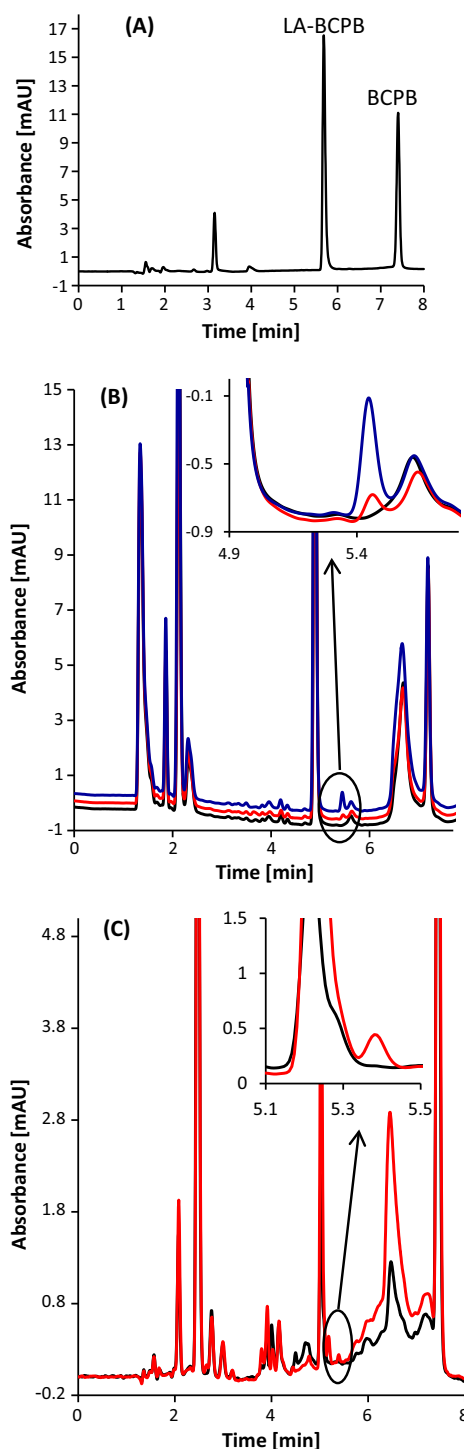 (A)
LA-BCPB
BCPB
Absorbance [mAU]
17
15
13
11
9
7
5
3
1
-1
0 1 2 3 4 5 6 7 8
Time [min]
(B)
Absorbance [mAU]
15
13
11
9
7
5
3
1
-1
0 2 4 6
Time [min]
-0.1
-0.5
-0.9
4.9 5.4
(C)
Absorbance [mAU]
4.8
3.8
2.8
1.8
0.8
-0.2
0 2 4 6 8
Time [min]
1.5
1
0.5
0
5.1 5.3 5.5